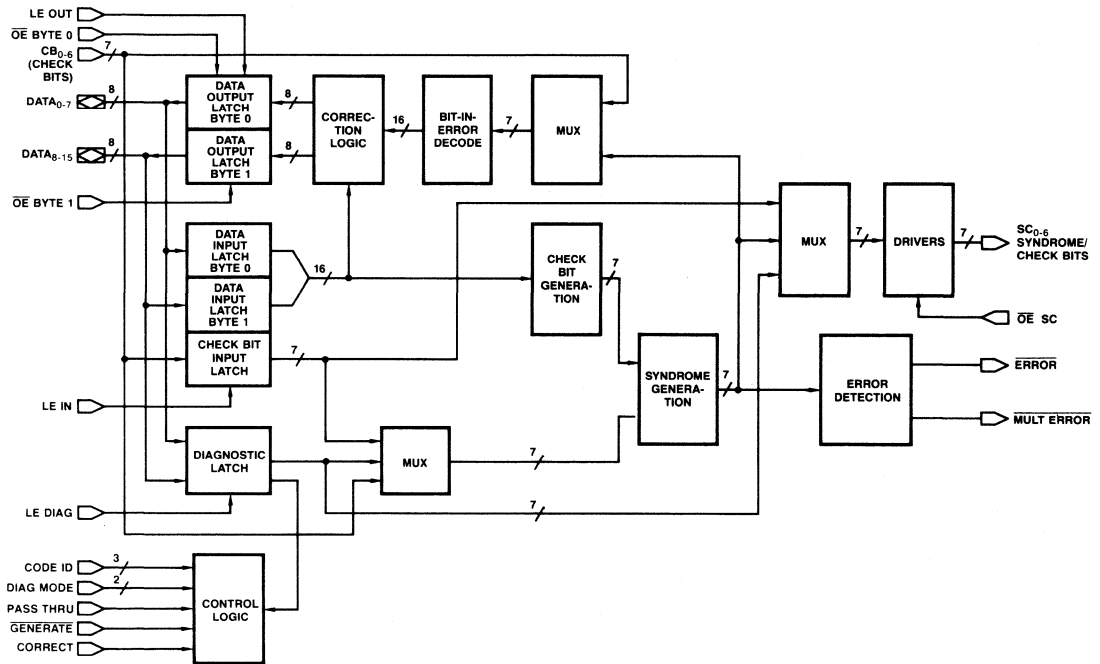 LE OUT
OE BYTE 0
CB0-6
(CHECK
BITS)
7
DATA0-7
8
DATA8-15
8
OE BYTE 1
DATA
OUTPUT
LATCH
BYTE 0
DATA
OUTPUT
LATCH
BYTE 1
8
8
CORREC-
TION
LOGIC
16
BIT-IN-
ERROR
DECODE
7
MUX
DATA
INPUT
LATCH
BYTE 0
DATA
INPUT
LATCH
BYTE 1
CHECK BIT
INPUT
LATCH
16
7
CHECK
BIT
GENERA-
TION
7
MUX
7
DRIVERS
7
SC0-6
SYNDROME/
CHECK BITS
OE SC
LE IN
SYNDROME
GENERA-
TION
7
ERROR
DETECTION
ERROR
MULT ERROR
DIAGNOSTIC
LATCH
MUX
7
7
LE DIAG
CODE ID
3
DIAG MODE
2
PASS THRU
GENERATE
CORRECT
CONTROL
LOGIC